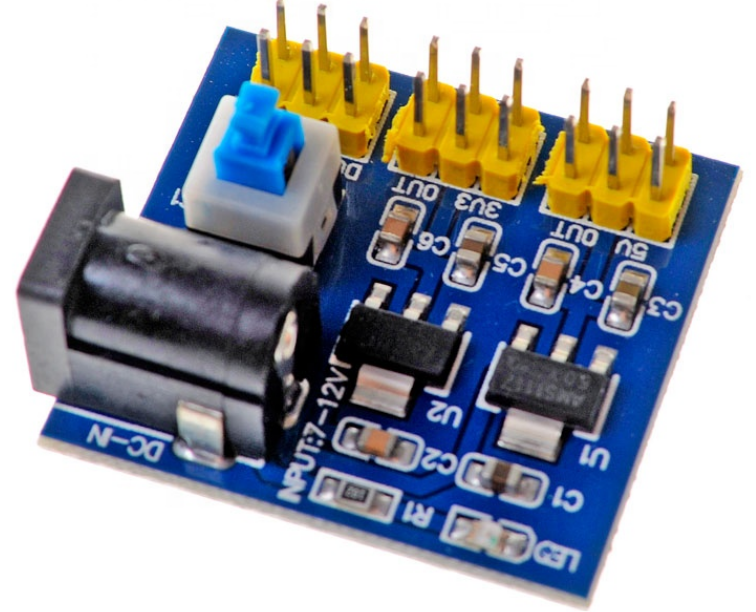 OUT
3V3
OUT
5V
C6
C5
C4
C3
AMS1117
U2
U1
DC-IN
INPUT:7-12V
C2
C1
R1
LED